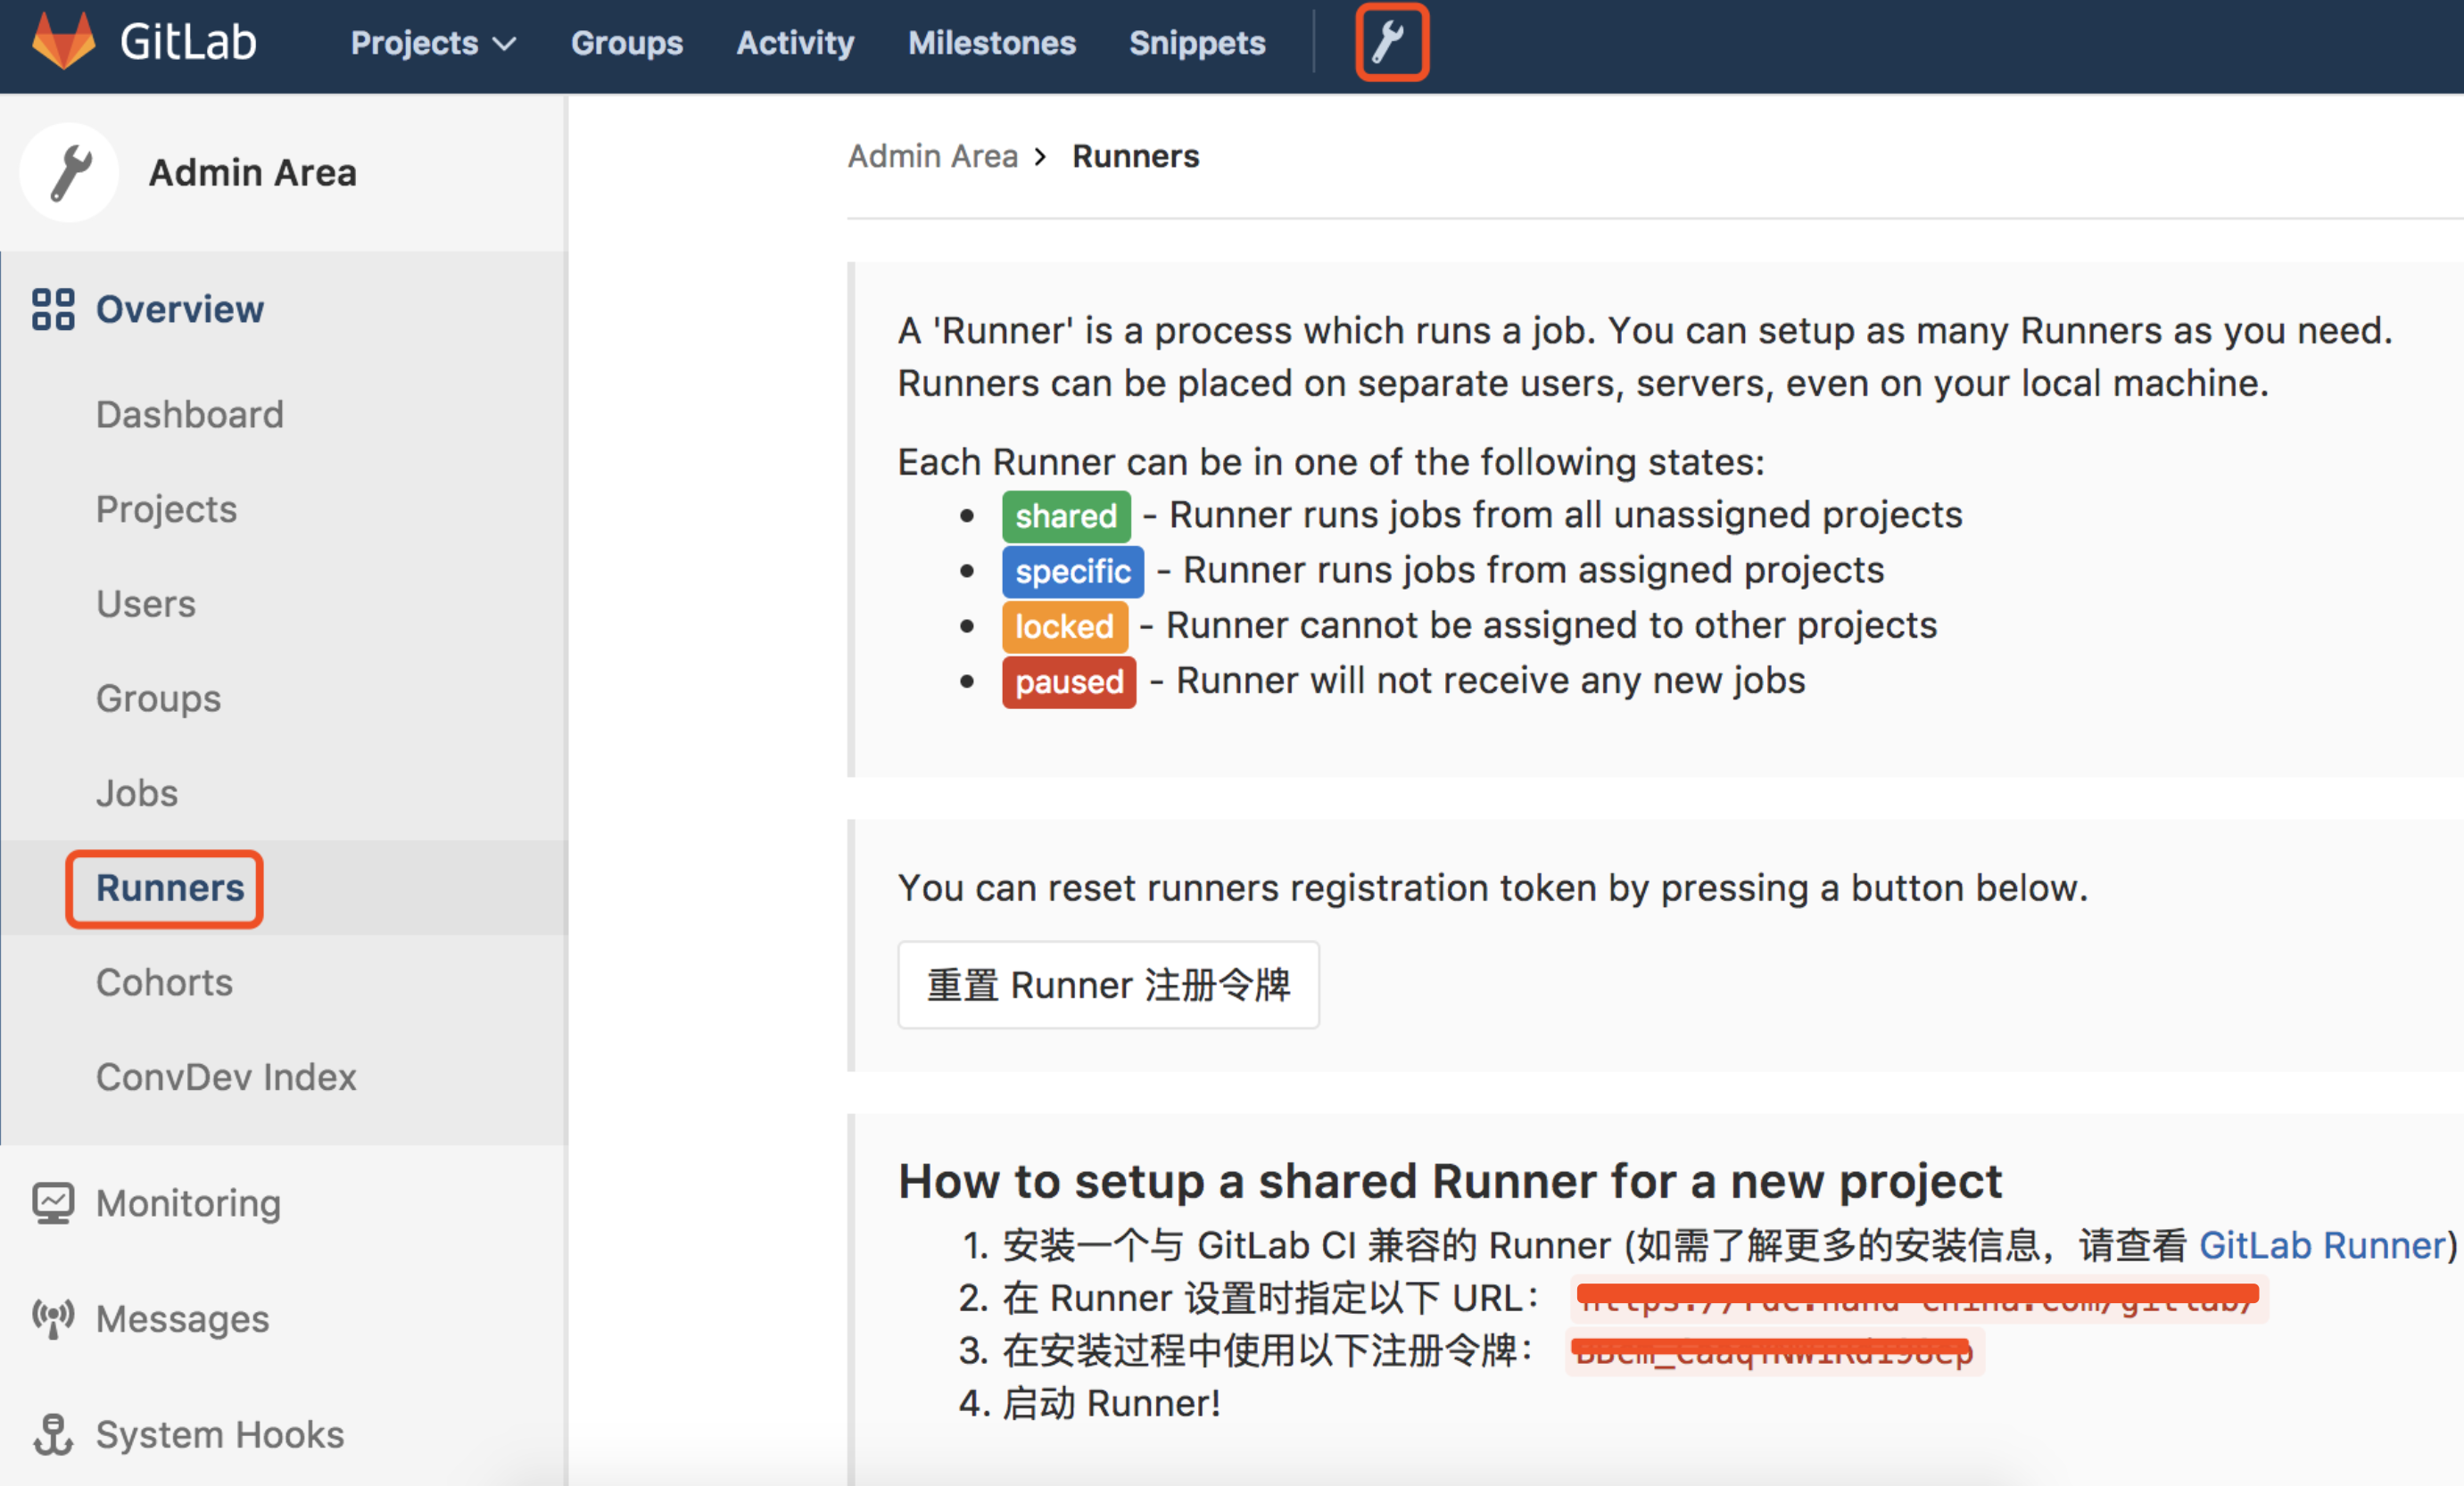 GitLab
Projects
Groups
Activity
Milestones
Snippets
Admin Area
Overview
Dashboard
Projects
Users
Groups
Jobs
Runners
Cohorts
ConvDev Index
Monitoring
Messages
System Hooks
Admin Area > Runners
A 'Runner' is a process which runs a job. You can setup as many Runners as you need.
Runners can be placed on separate users, servers, even on your local machine.
Each Runner can be in one of the following states:
• shared - Runner runs jobs from all unassigned projects
• specific - Runner runs jobs from assigned projects
• locked - Runner cannot be assigned to other projects
• paused - Runner will not receive any new jobs
You can reset runners registration token by pressing a button below.
重置 Runner 注册令牌
How to setup a shared Runner for a new project
1. 安装一个与 GitLab CI 兼容的 Runner (如需了解更多的安装信息，请查看 GitLab Runner)
2. 在 Runner 设置时指定以下 URL：
3. 在安装过程中使用以下注册令牌：
4. 启动 Runner!